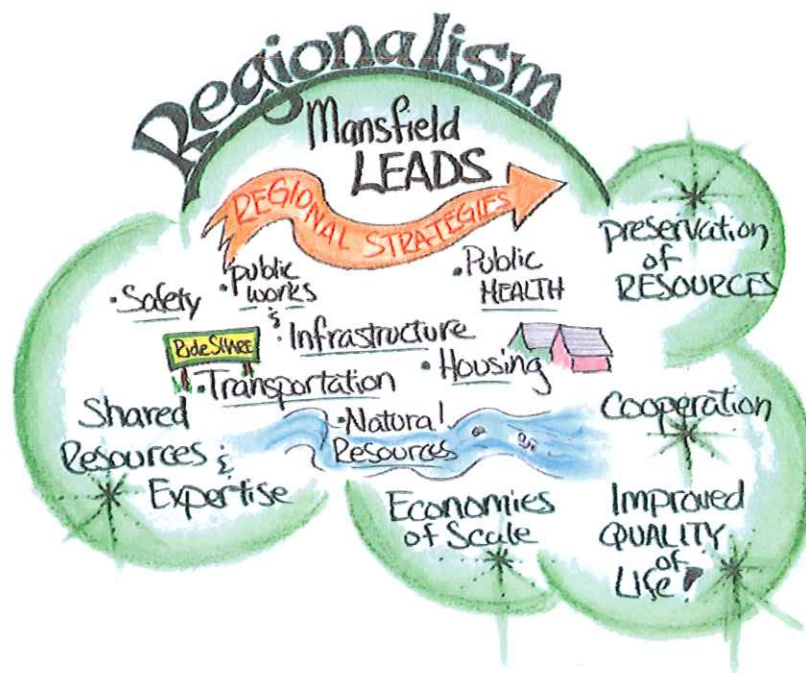 Regionalism
Mansfield
LEADS
REGIONAL STRATEGIES
• Safety
• Public
works
&
• Public
HEALTH
• Infrastructure
RideSHARE
• Transportation
• Housing
• Natural
Resources
Shared
Resources &
Expertise
preservation
of
RESOURCES
Cooperation
Economies
of Scale
Improved
QUALITY
of
Life!